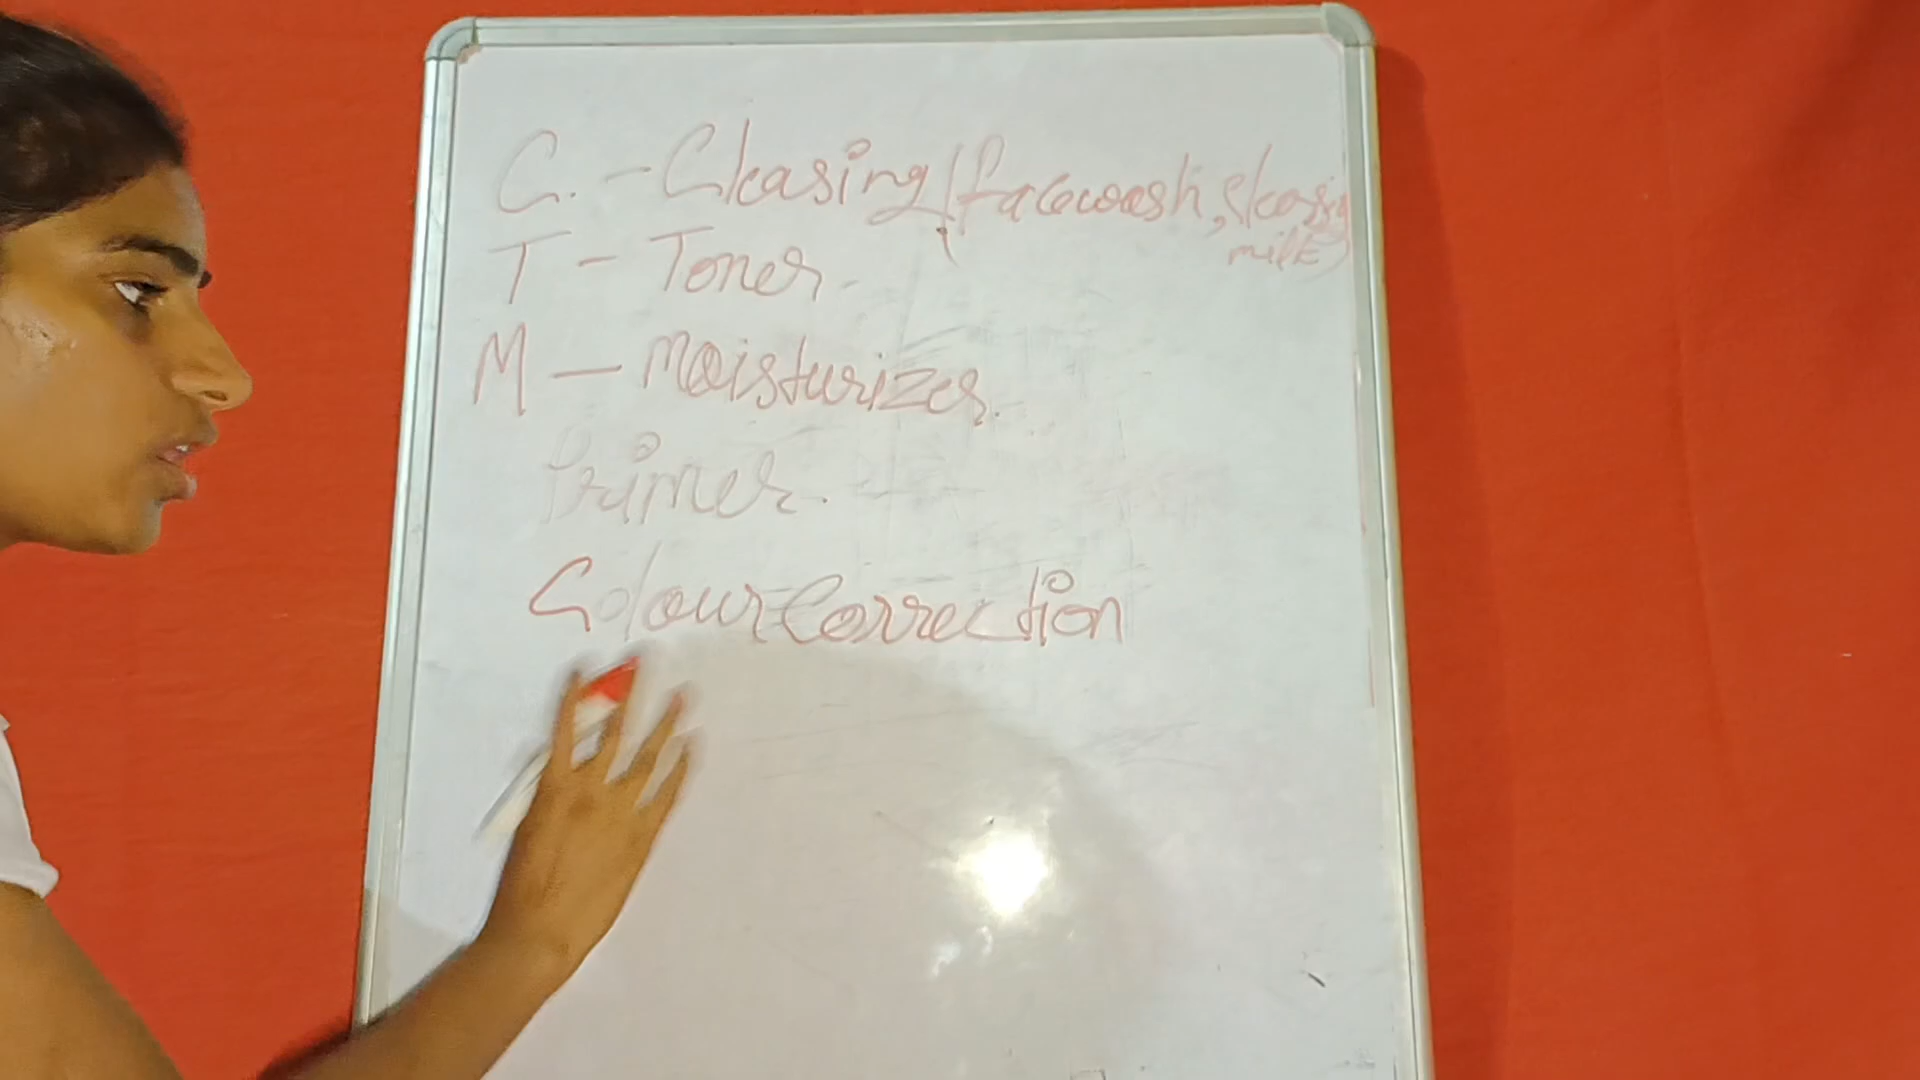 C. - Cleasing (facewash, cleasing
milk)
T - Toner.
M - Moisturizer.
Primer.
Colour Correction